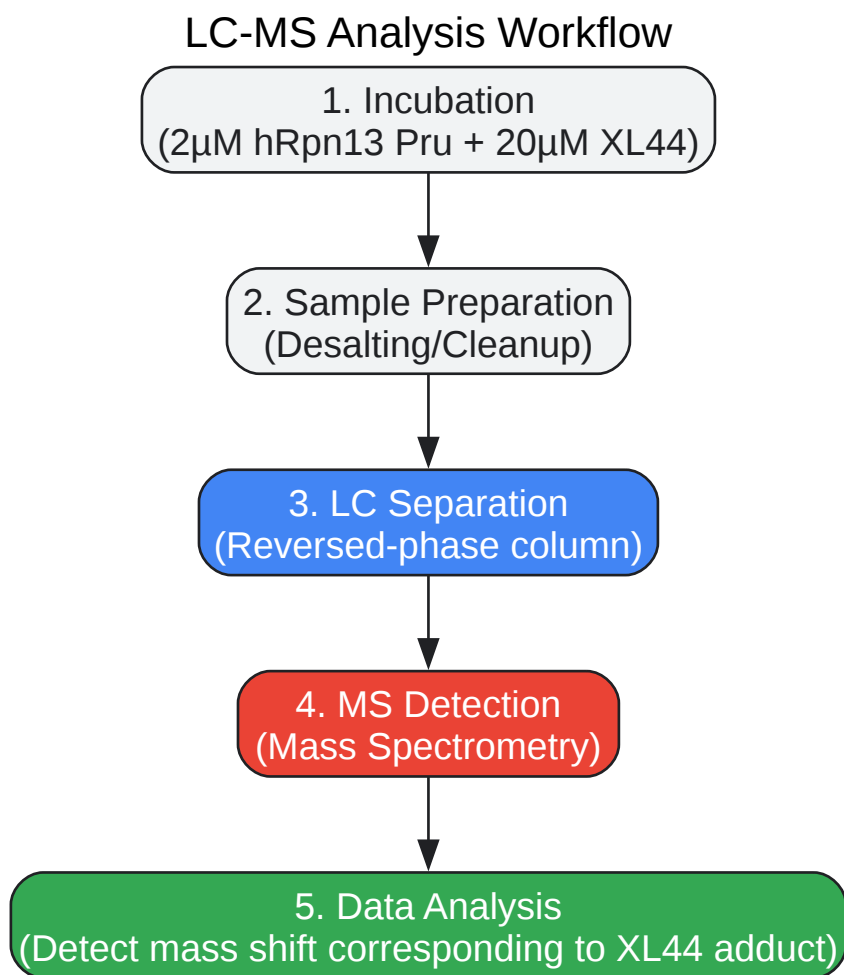 LC-MS Analysis Workflow
1. Incubation
(2µM hRpn13 Pru + 20µM XL44)
2. Sample Preparation
(Desalting/Cleanup)
3. LC Separation
(Reversed-phase column)
4. MS Detection
(Mass Spectrometry)
5. Data Analysis
(Detect mass shift corresponding to XL44 adduct)